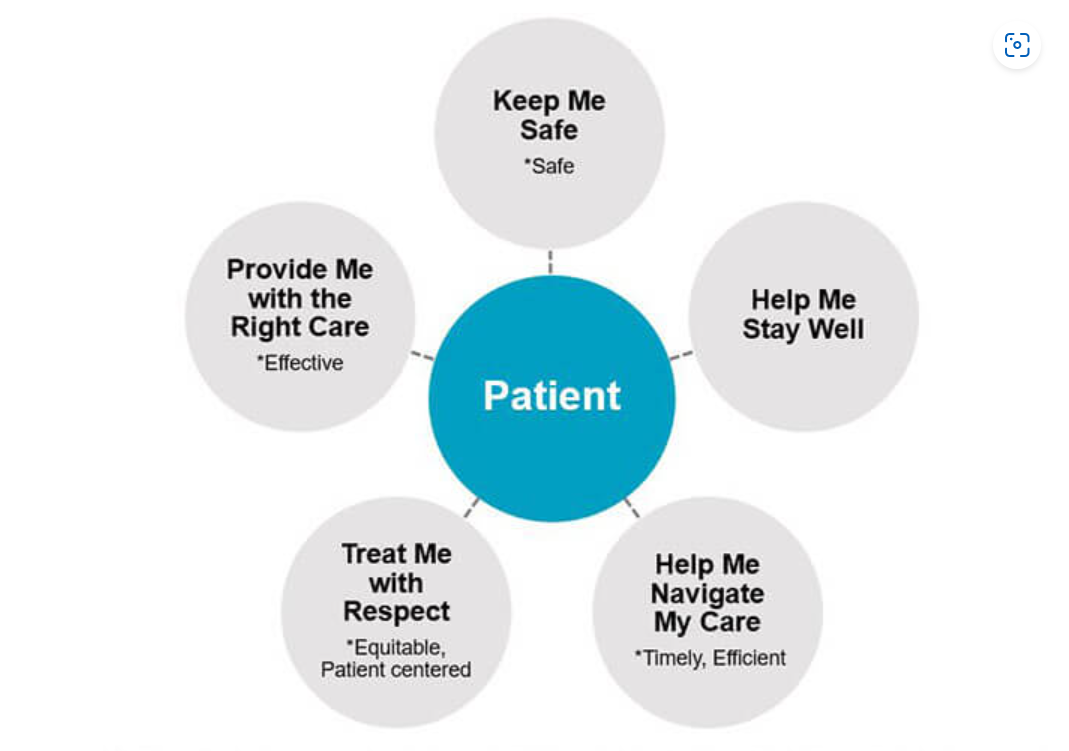 Keep Me
Safe
*Safe
Provide Me
with the
Right Care
*Effective
Help Me
Stay Well
Patient
Treat Me
with
Respect
*Equitable,
Patient centered
Help Me
Navigate
My Care
*Timely, Efficient